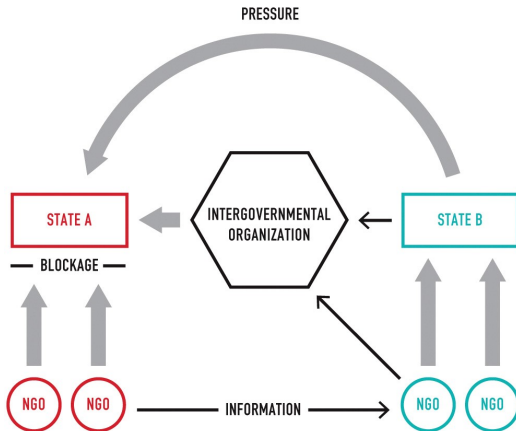 PRESSURE
STATE A
INTERGOVERNMENTAL
ORGANIZATION
STATE B
BLOCKAGE
NGO
NGO
INFORMATION
NGO
NGO